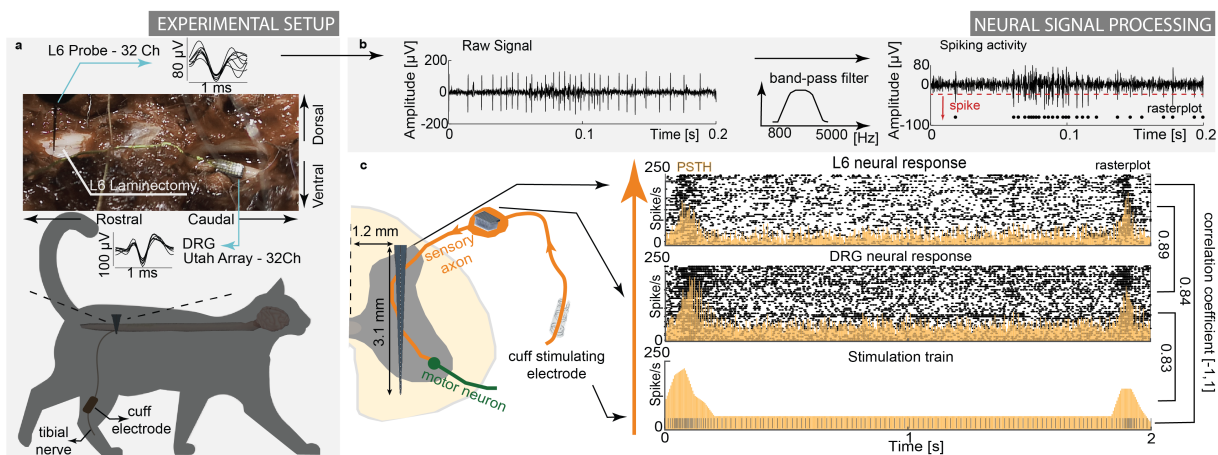 EXPERIMENTAL SETUP
NEURAL SIGNAL PROCESSING
a
L6 Probe - 32 Ch
80 μV
1 ms
Dorsal
Ventral
L6 Laminectomy
Rostral
Caudal
100 μV
1 ms
DRG
Utah Array - 32Ch
cuff
electrode
tibial
nerve
b
Raw Signal
Amplitude [μV]
200
0
-200
0
0.1
Time [s]
0.2
band-pass filter
800
5000
[Hz]
Spiking activity
Amplitude [μV]
80
0
-100
spike
rasterplot
0
0.1
Time [s]
0.2
c
1.2 mm
3.1 mm
sensory
axon
motor neuron
cuff stimulating
electrode
250
PSTH
L6 neural response
rasterplot
Spike/s
0
250
DRG neural response
Spike/s
0
250
Stimulation train
Spike/s
0
0
1
2
Time [s]
0.89
0.84
0.83
correlation coefficient [-1,1]